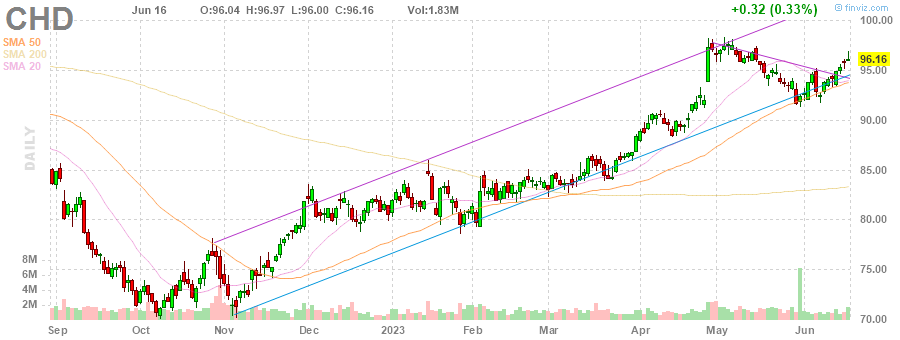 CHD
Jun 16 O:96.04 H:96.97 L:96.00 C:96.16 Vol:1.83M
+0.32 (0.33%)
finviz.com
SMA 50
SMA 200
SMA 20
DAILY
100.00
96.16
95.00
90.00
85.00
80.00
75.00
70.00
8M
6M
4M
2M
Sep Oct Nov Dec 2023 Feb Mar Apr May Jun